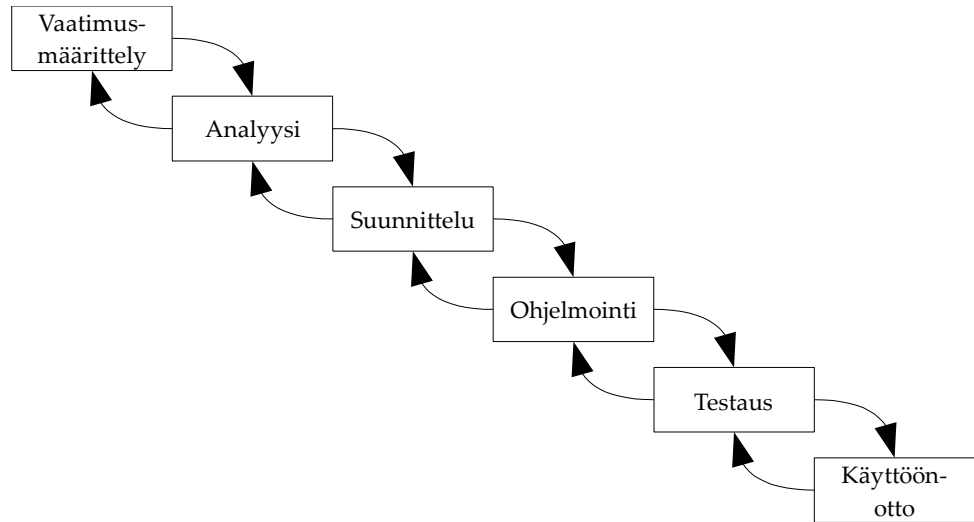 Vaatimus-
määrittely
Analyysi
Suunnittelu
Ohjelmointi
Testaus
Käyttöön-
otto